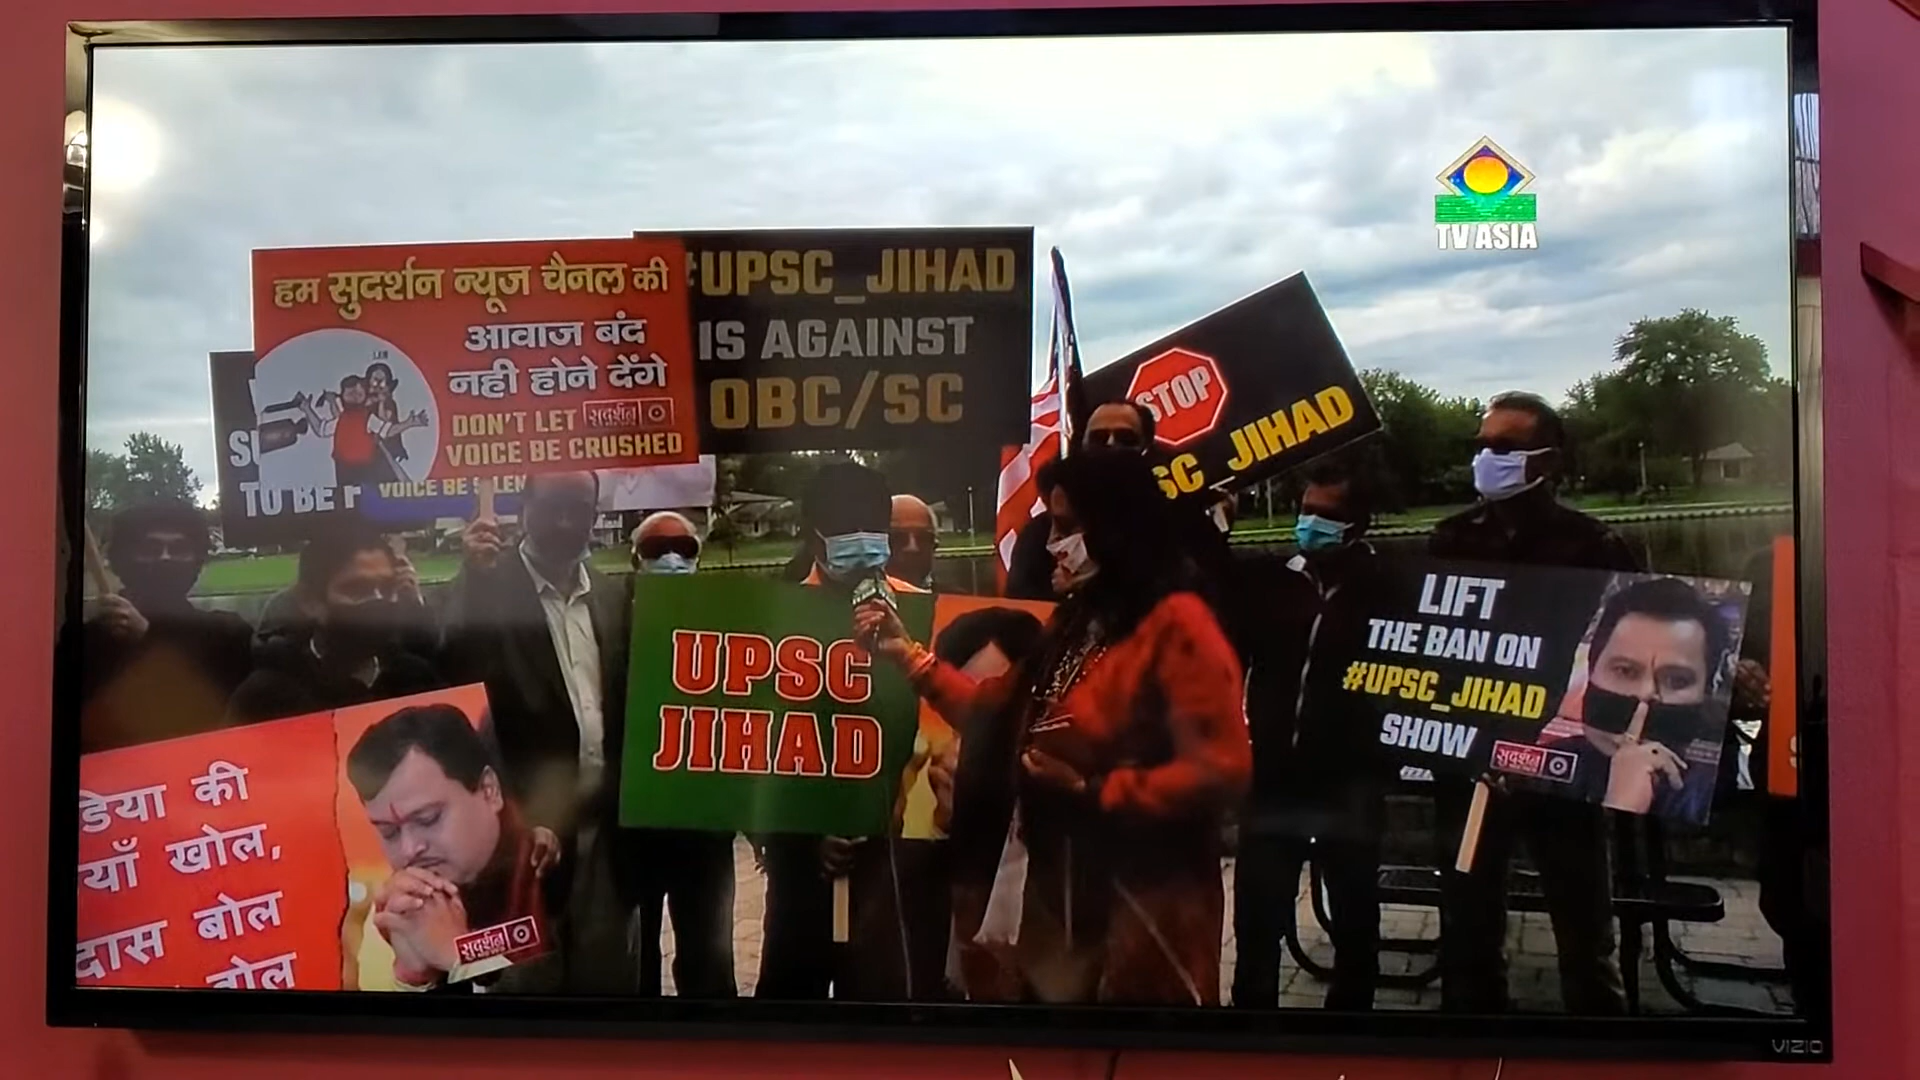 TV ASIA
हम सुदर्शन न्यूज चैनल की
आवाज बंद
नही होने देंगे
DON'T LET सुदर्शन
VOICE BE CRUSHED
LAW
TO BE
VOICE BE SILEN
#UPSC_JIHAD
IS AGAINST
OBC/SC
STOP
SC_JIHAD
UPSC
JIHAD
LIFT
THE BAN ON
#UPSC_JIHAD
SHOW
सुदर्शन
डिया की
याँ खोल,
दास बोल
बोल
सुदर्शन
VIZIO